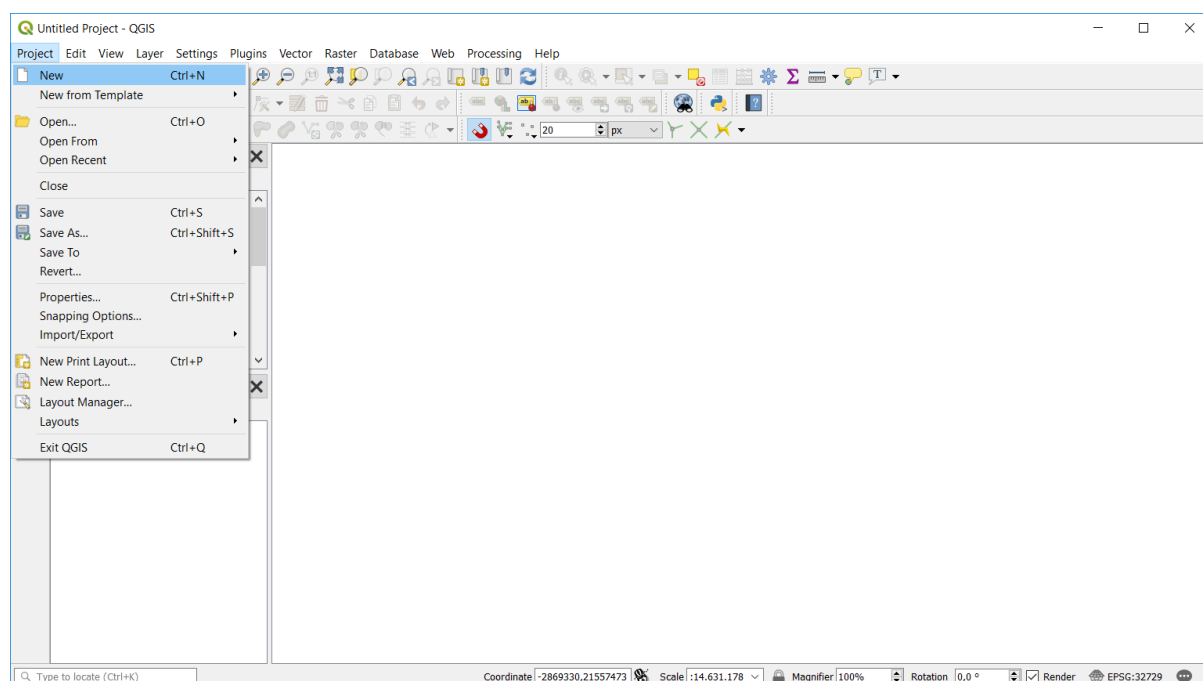 Untitled Project - QGIS
Project Edit View Layer Settings Plugins Vector Raster Database Web Processing Help
New Ctrl+N
New from Template
Open... Ctrl+O
Open From
Open Recent
Close
Save Ctrl+S
Save As... Ctrl+Shift+S
Save To
Revert...
Properties... Ctrl+Shift+P
Snapping Options...
Import/Export
New Print Layout... Ctrl+P
New Report...
Layout Manager...
Layouts
Exit QGIS Ctrl+Q
20 px
Type to locate (Ctrl+K) Coordinate -2869330,21557473 Scale :14.631.178 Magnifier 100% Rotation 0,0 ° Render EPSG:32729